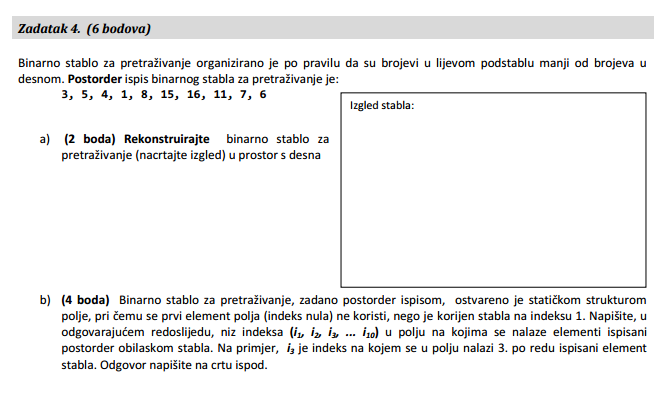 Zadatak 4. (6 bodova)
Binarno stablo za pretraživanje organizirano je po pravilu da su brojevi u lijevom podstablu manji od brojeva u
desnom. Postorder ispis binarnog stabla za pretraživanje je:
3, 5, 4, 1, 8, 15, 16, 11, 7, 6
Izgled stabla:
a) (2 boda) Rekonstruirajte binarno stablo za
pretraživanje (nacrtajte izgled) u prostor s desna
b) (4 boda) Binarno stablo za pretraživanje, zadano postorder ispisom, ostvareno je statičkom strukturom
polje, pri čemu se prvi element polja (indeks nula) ne koristi, nego je korijen stabla na indeksu 1. Napišite, u
odgovarajućem redoslijedu, niz indeksa (i₁, i₂, i₃, ... i₁₀) u polju na kojima se nalaze elementi ispisani
postorder obilaskom stabla. Na primjer, i₃ je indeks na kojem se u polju nalazi 3. po redu ispisani element
stabla. Odgovor napišite na crtu ispod.